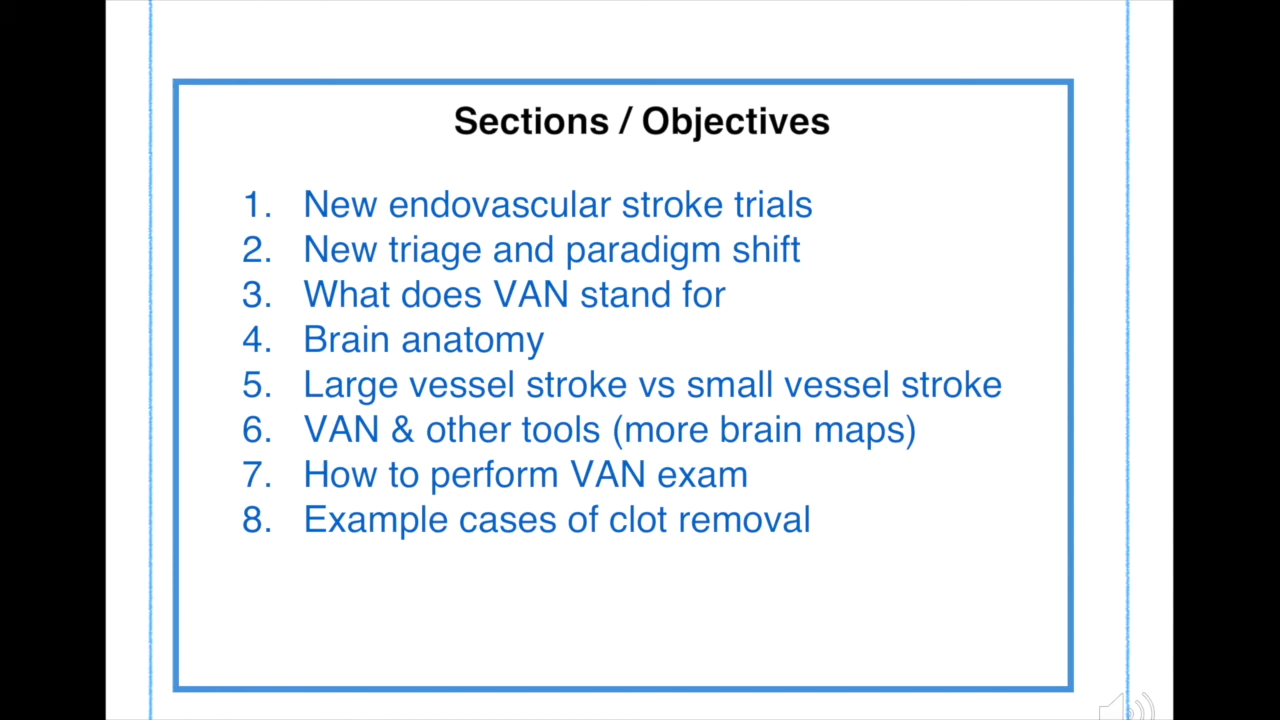 Sections / Objectives
1. New endovascular stroke trials
2. New triage and paradigm shift
3. What does VAN stand for
4. Brain anatomy
5. Large vessel stroke vs small vessel stroke
6. VAN & other tools (more brain maps)
7. How to perform VAN exam
8. Example cases of clot removal